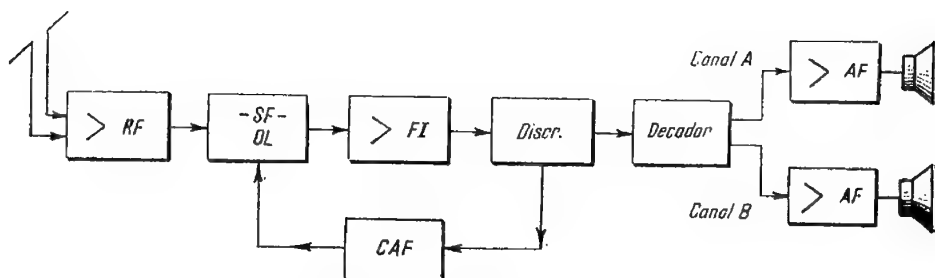 Canal A
> AF
> RF
-SF-
OL
> FI
Discr.
Decodor
Canal B
> AF
CAF